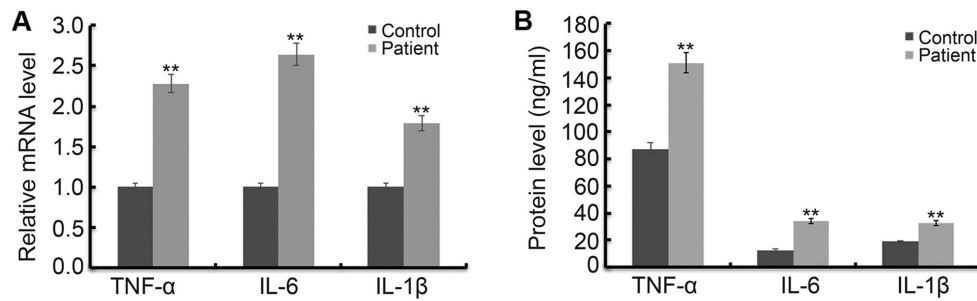 A
Relative mRNA level
3.0
2.5
2.0
1.5
1.0
0.5
0.0
Control
Patient
**
**
**
TNF-α
IL-6
IL-1β
B
Protein level (ng/ml)
180
160
140
120
100
80
60
40
20
0
Control
Patient
**
**
**
TNF-α
IL-6
IL-1β